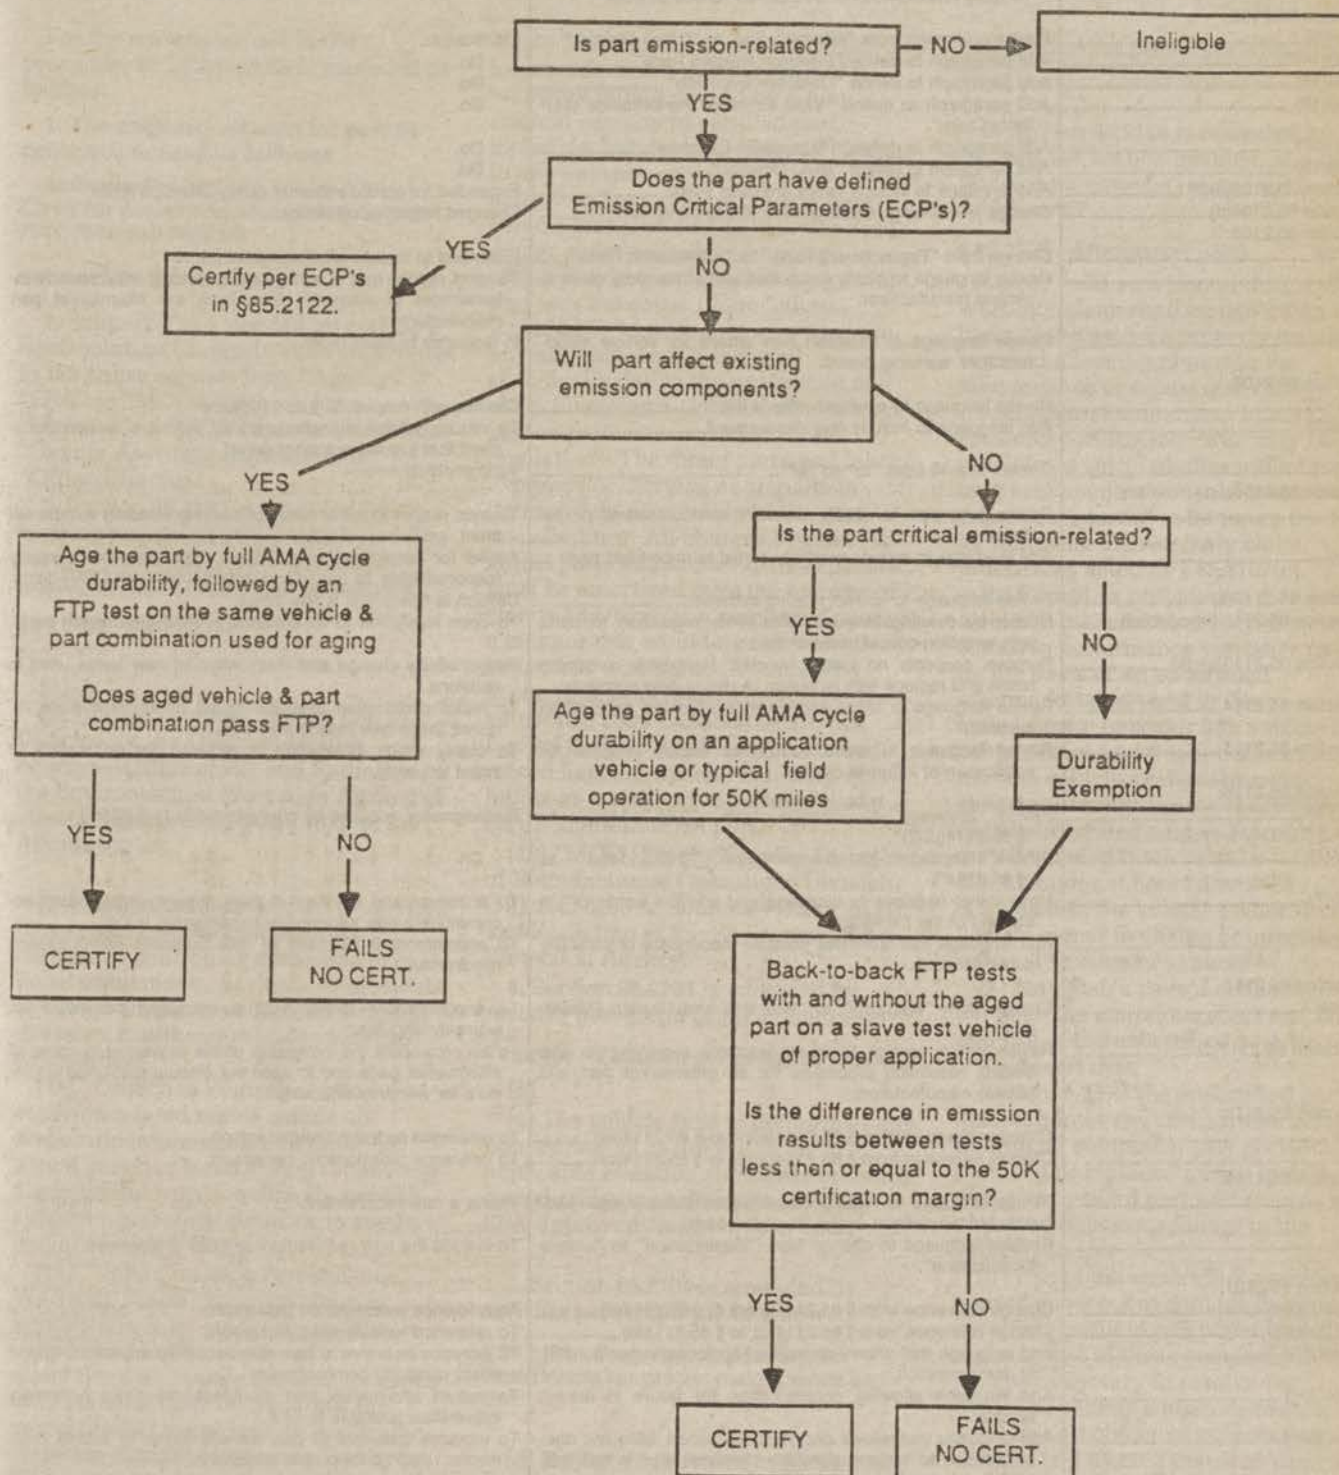 Is part emission-related?
NO
Ineligible
YES
Does the part have defined
Emission Critical Parameters (ECP's)?
YES
NO
Certify per ECP's
in §85.2122.
Will part affect existing
emission components?
YES
NO
Is the part critical emission-related?
Age the part by full AMA cycle
durability, followed by an
FTP test on the same vehicle &
part combination used for aging
Does aged vehicle & part
combination pass FTP?
YES
NO
Age the part by full AMA cycle
durability on an application
vehicle or typical field
operation for 50K miles
Durability
Exemption
YES
NO
CERTIFY
FAILS
NO CERT.
Back-to-back FTP tests
with and without the aged
part on a slave test vehicle
of proper application.
Is the difference in emission
results between tests
less then or equal to the 50K
certification margin?
YES
NO
CERTIFY
FAILS
NO CERT.